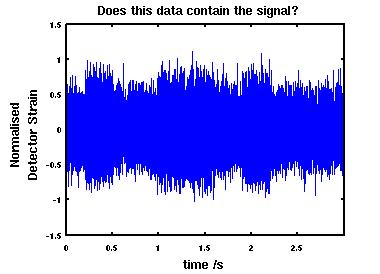 Does this data contain the signal?
1.5
1
0.5
0
-0.5
-1
-1.5
Normalised
Detector Strain
0 0.5 1 1.5 2 2.5
time /s